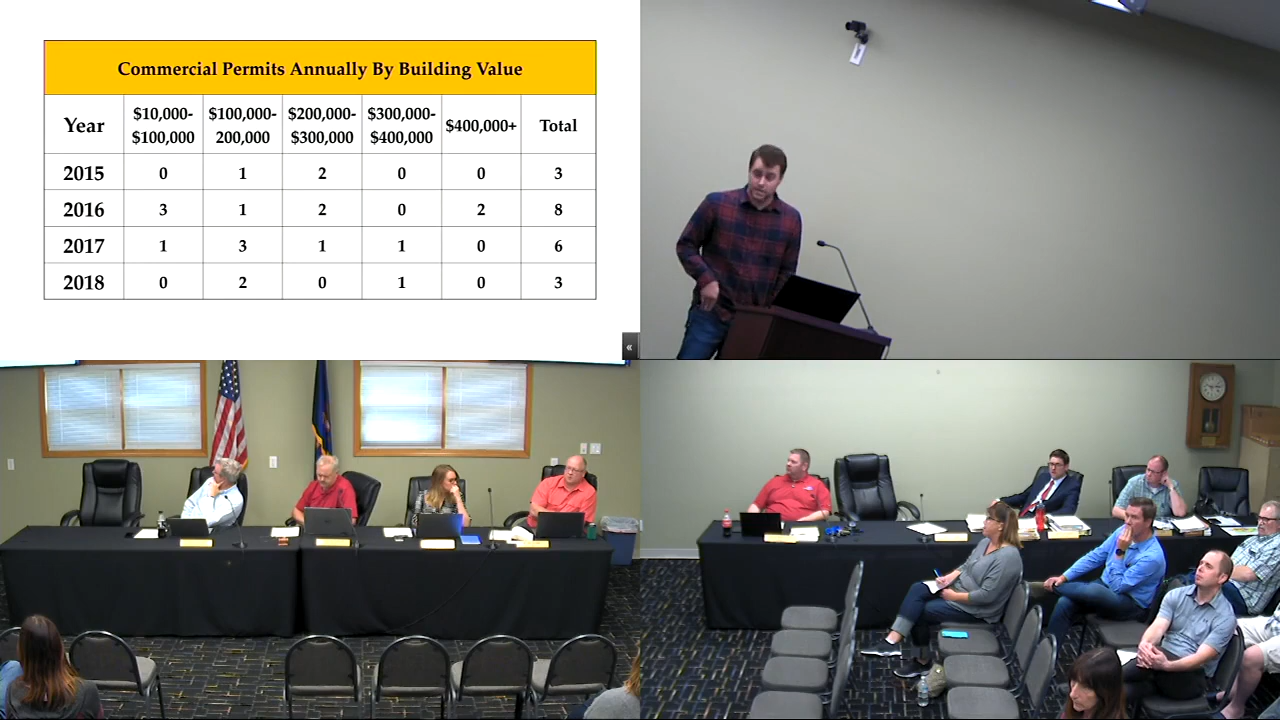 Commercial Permits Annually By Building Value
Year $10,000-$100,000 $100,000-200,000 $200,000-$300,000 $300,000-$400,000 $400,000+ Total
2015 0 1 2 0 0 3
2016 3 1 2 0 2 8
2017 1 3 1 1 0 6
2018 0 2 0 1 0 3
«